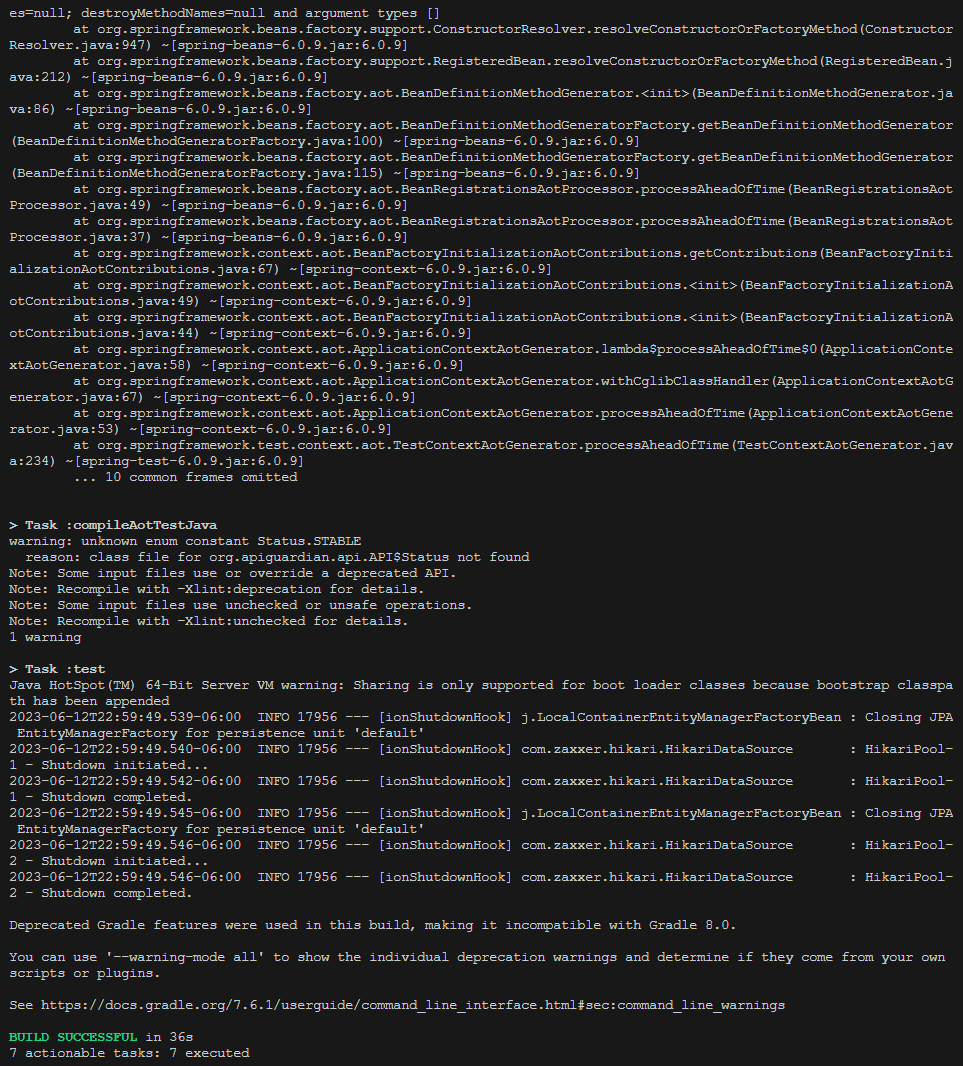 es=null; destroyMethodNames=null and argument types []
        at org.springframework.beans.factory.support.ConstructorResolver.resolveConstructorOrFactoryMethod(Constructor
Resolver.java:947) ~[spring-beans-6.0.9.jar:6.0.9]
        at org.springframework.beans.factory.support.RegisteredBean.resolveConstructorOrFactoryMethod(RegisteredBean.j
ava:212) ~[spring-beans-6.0.9.jar:6.0.9]
        at org.springframework.beans.factory.aot.BeanDefinitionMethodGenerator.<init>(BeanDefinitionMethodGenerator.ja
va:86) ~[spring-beans-6.0.9.jar:6.0.9]
        at org.springframework.beans.factory.aot.BeanDefinitionMethodGeneratorFactory.getBeanDefinitionMethodGenerator
(BeanDefinitionMethodGeneratorFactory.java:100) ~[spring-beans-6.0.9.jar:6.0.9]
        at org.springframework.beans.factory.aot.BeanDefinitionMethodGeneratorFactory.getBeanDefinitionMethodGenerator
(BeanDefinitionMethodGeneratorFactory.java:115) ~[spring-beans-6.0.9.jar:6.0.9]
        at org.springframework.beans.factory.aot.BeanRegistrationsAotProcessor.processAheadOfTime(BeanRegistrationsAot
Processor.java:49) ~[spring-beans-6.0.9.jar:6.0.9]
        at org.springframework.beans.factory.aot.BeanRegistrationsAotProcessor.processAheadOfTime(BeanRegistrationsAot
Processor.java:37) ~[spring-beans-6.0.9.jar:6.0.9]
        at org.springframework.context.aot.BeanFactoryInitializationAotContributions.getContributions(BeanFactoryIniti
alizationAotContributions.java:67) ~[spring-context-6.0.9.jar:6.0.9]
        at org.springframework.context.aot.BeanFactoryInitializationAotContributions.<init>(BeanFactoryInitializationA
otContributions.java:49) ~[spring-context-6.0.9.jar:6.0.9]
        at org.springframework.context.aot.BeanFactoryInitializationAotContributions.<init>(BeanFactoryInitializationA
otContributions.java:44) ~[spring-context-6.0.9.jar:6.0.9]
        at org.springframework.context.aot.ApplicationContextAotGenerator.lambda$processAheadOfTime$0(ApplicationConte
xtAotGenerator.java:58) ~[spring-context-6.0.9.jar:6.0.9]
        at org.springframework.context.aot.ApplicationContextAotGenerator.withCglibClassHandler(ApplicationContextAotG
enerator.java:67) ~[spring-context-6.0.9.jar:6.0.9]
        at org.springframework.context.aot.ApplicationContextAotGenerator.processAheadOfTime(ApplicationContextAotGene
rator.java:53) ~[spring-context-6.0.9.jar:6.0.9]
        at org.springframework.test.context.aot.TestContextAotGenerator.processAheadOfTime(TestContextAotGenerator.jav
a:234) ~[spring-test-6.0.9.jar:6.0.9]
        ... 10 common frames omitted
> Task :compileAotTestJava
warning: unknown enum constant Status.STABLE
  reason: class file for org.apiguardian.api.API$Status not found
Note: Some input files use or override a deprecated API.
Note: Recompile with -Xlint:deprecation for details.
Note: Some input files use unchecked or unsafe operations.
Note: Recompile with -Xlint:unchecked for details.
1 warning
> Task :test
Java HotSpot(TM) 64-Bit Server VM warning: Sharing is only supported for boot loader classes because bootstrap classpa
th has been appended
2023-06-12T22:59:49.539-06:00  INFO 17956 --- [ionShutdownHook] j.LocalContainerEntityManagerFactoryBean : Closing JPA
 EntityManagerFactory for persistence unit 'default'
2023-06-12T22:59:49.540-06:00  INFO 17956 --- [ionShutdownHook] com.zaxxer.hikari.HikariDataSource       : HikariPool-
1 - Shutdown initiated...
2023-06-12T22:59:49.542-06:00  INFO 17956 --- [ionShutdownHook] com.zaxxer.hikari.HikariDataSource       : HikariPool-
1 - Shutdown completed.
2023-06-12T22:59:49.545-06:00  INFO 17956 --- [ionShutdownHook] j.LocalContainerEntityManagerFactoryBean : Closing JPA
 EntityManagerFactory for persistence unit 'default'
2023-06-12T22:59:49.546-06:00  INFO 17956 --- [ionShutdownHook] com.zaxxer.hikari.HikariDataSource       : HikariPool-
2 - Shutdown initiated...
2023-06-12T22:59:49.546-06:00  INFO 17956 --- [ionShutdownHook] com.zaxxer.hikari.HikariDataSource       : HikariPool-
2 - Shutdown completed.
Deprecated Gradle features were used in this build, making it incompatible with Gradle 8.0.
You can use '--warning-mode all' to show the individual deprecation warnings and determine if they come from your own
scripts or plugins.
See https://docs.gradle.org/7.6.1/userguide/command_line_interface.html#sec:command_line_warnings
BUILD SUCCESSFUL in 36s
7 actionable tasks: 7 executed